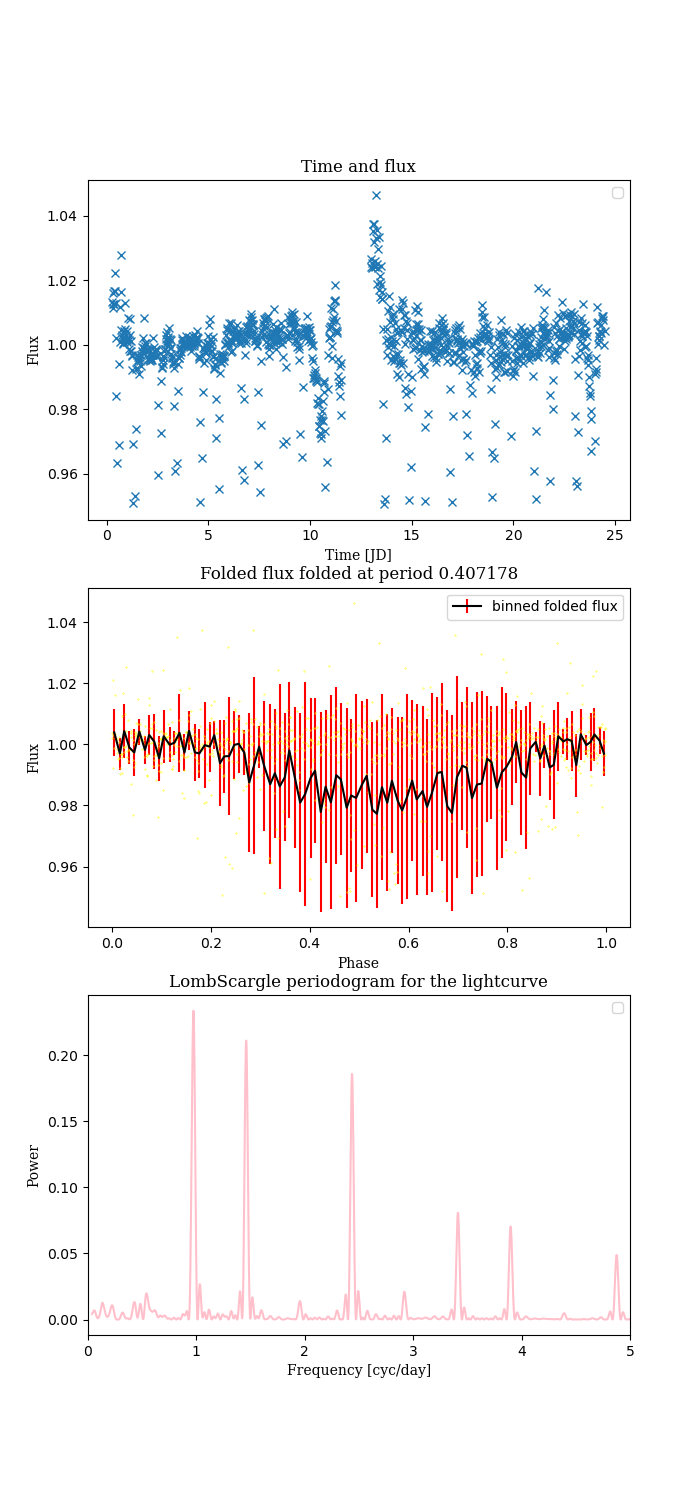 Time and flux
1.04
1.02
1.00
0.98
0.96
Flux
0 5 10 15 20 25
Time [JD]
Folded flux folded at period 0.407178
binned folded flux
1.04
1.02
1.00
0.98
0.96
Flux
0.0 0.2 0.4 0.6 0.8 1.0
Phase
LombScargle periodogram for the lightcurve
0.20
0.15
0.10
0.05
0.00
Power
0 1 2 3 4 5
Frequency [cyc/day]